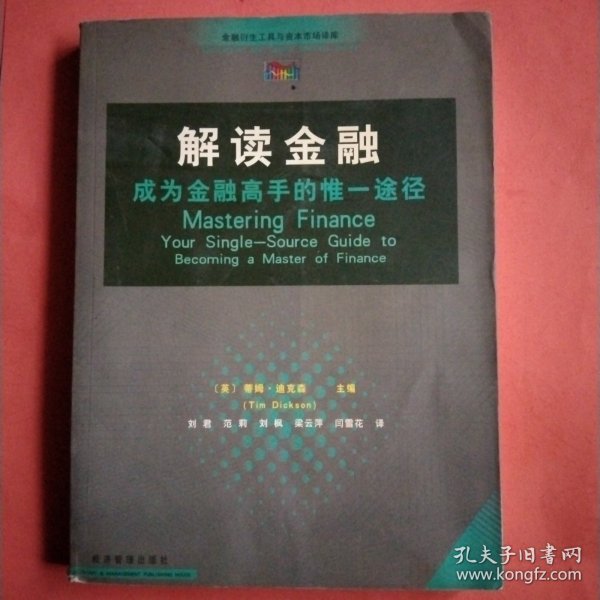 金融衍生工具与资本市场译库
解读金融
成为金融高手的惟一途径
Mastering Finance
Your Single-Source Guide to
Becoming a Master of Finance
〔英〕蒂姆·迪克森 主编
(Tim Dickson)
刘君 范莉 刘枫 梁云萍 闫雪花 译
经济管理出版社
& MANAGEMENT PUBLISHING HOUSE
孔夫子旧书网
www.kongfz.com